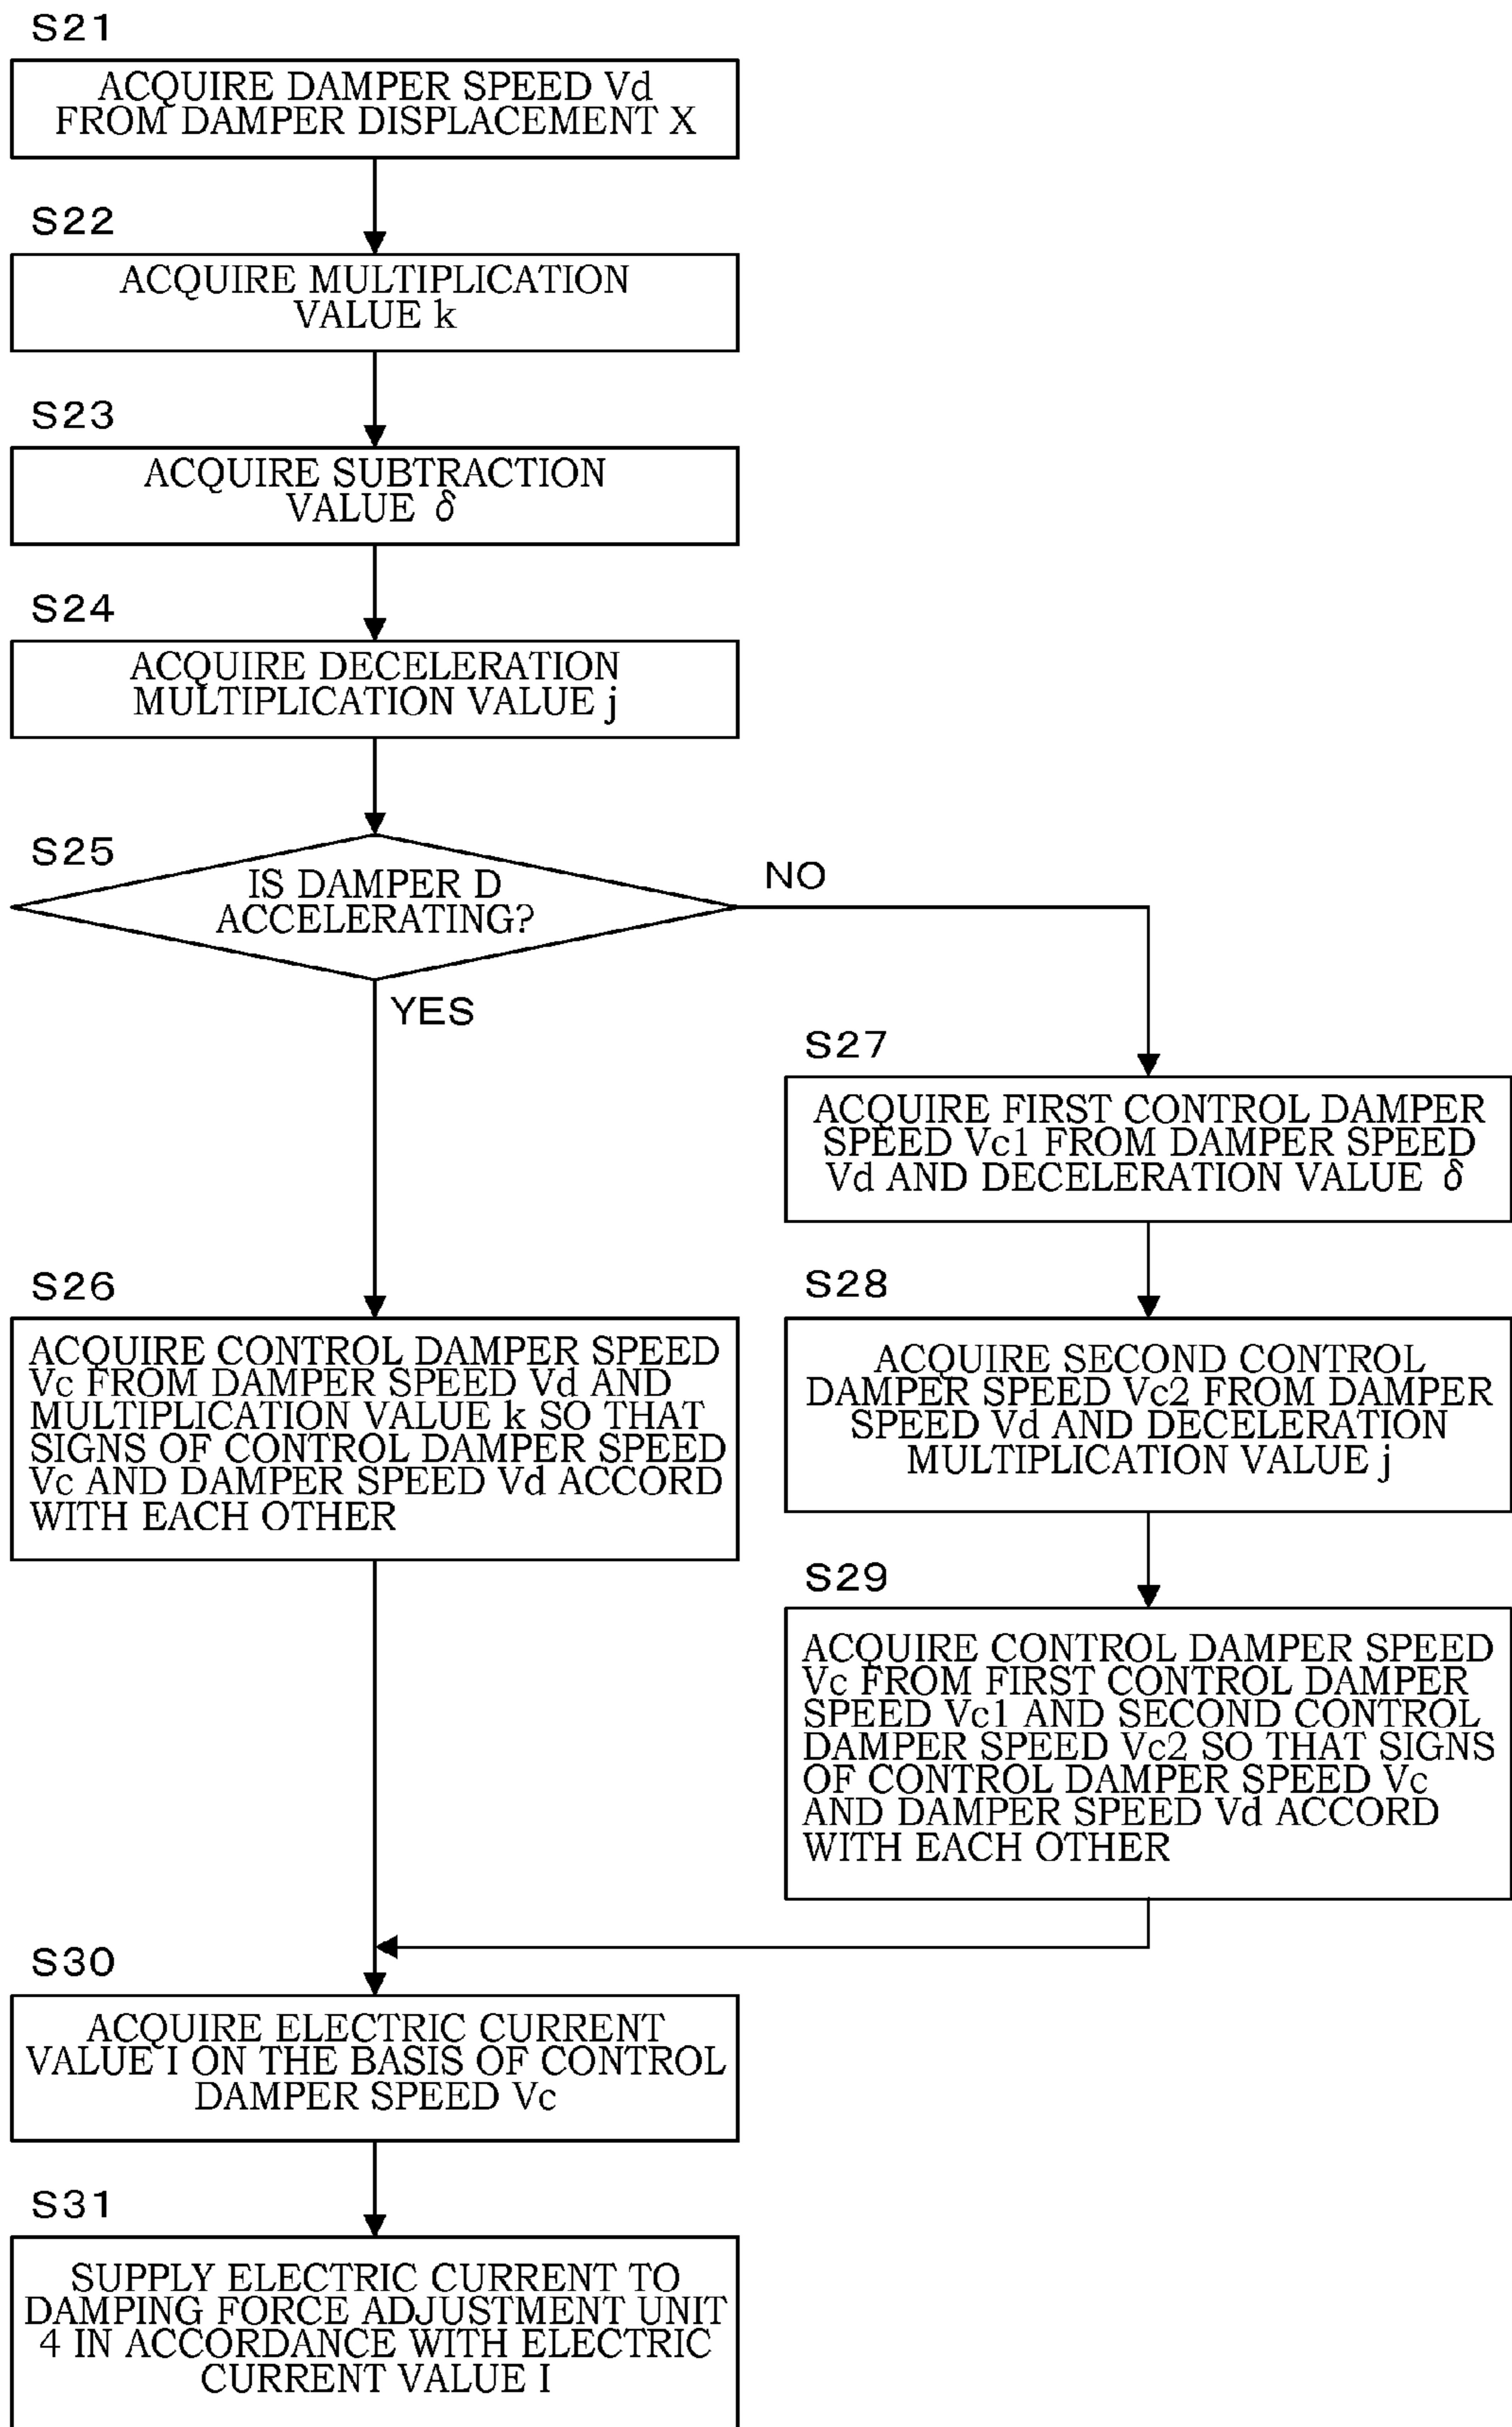 S21
ACQUIRE DAMPER SPEED Vd
FROM DAMPER DISPLACEMENT X
S22
ACQUIRE MULTIPLICATION
VALUE k
S23
ACQUIRE SUBTRACTION
VALUE δ
S24
ACQUIRE DECELERATION
MULTIPLICATION VALUE j
S25
IS DAMPER D
ACCELERATING?
NO
YES
S27
ACQUIRE FIRST CONTROL DAMPER
SPEED Vc1 FROM DAMPER SPEED
Vd AND DECELERATION VALUE δ
S28
ACQUIRE SECOND CONTROL
DAMPER SPEED Vc2 FROM DAMPER
SPEED Vd AND DECELERATION
MULTIPLICATION VALUE j
S26
ACQUIRE CONTROL DAMPER SPEED
Vc FROM DAMPER SPEED Vd AND
MULTIPLICATION VALUE k SO THAT
SIGNS OF CONTROL DAMPER SPEED
Vc AND DAMPER SPEED Vd ACCORD
WITH EACH OTHER
S29
ACQUIRE CONTROL DAMPER SPEED
Vc FROM FIRST CONTROL DAMPER
SPEED Vc1 AND SECOND CONTROL
DAMPER SPEED Vc2 SO THAT SIGNS
OF CONTROL DAMPER SPEED Vc
AND DAMPER SPEED Vd ACCORD
WITH EACH OTHER
S30
ACQUIRE ELECTRIC CURRENT
VALUE I ON THE BASIS OF CONTROL
DAMPER SPEED Vc
S31
SUPPLY ELECTRIC CURRENT TO
DAMPING FORCE ADJUSTMENT UNIT
4 IN ACCORDANCE WITH ELECTRIC
CURRENT VALUE I